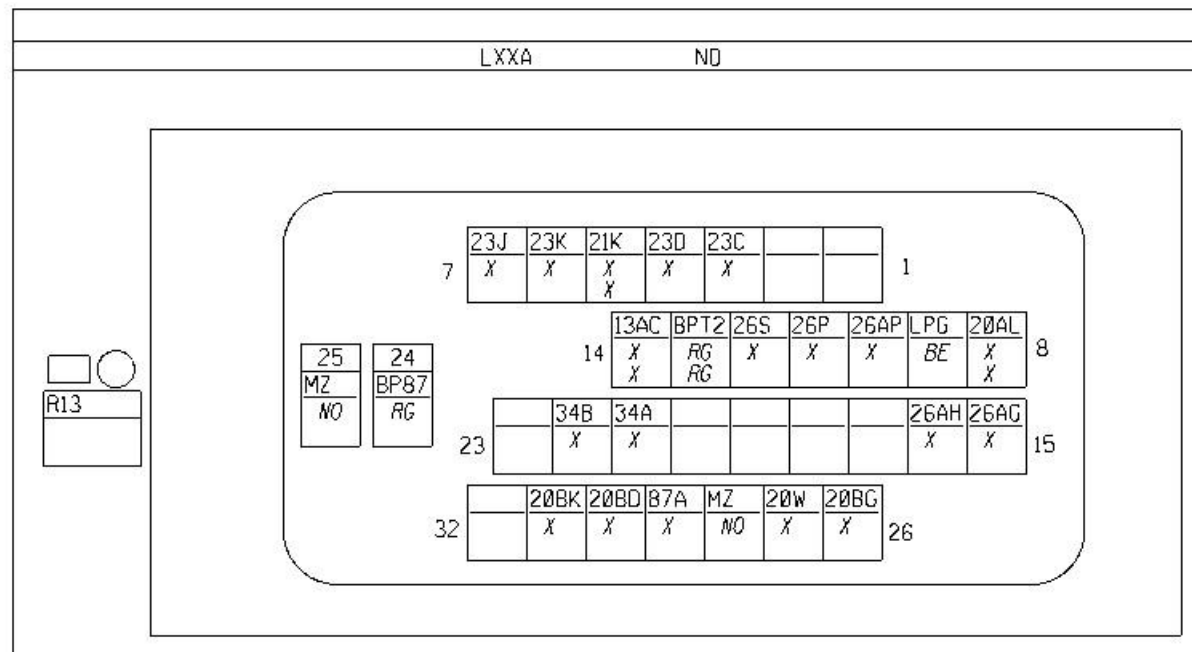 LXXA NO
23J 23K 21K 23D 23C
7 X X X X X 1
X
13AC BPT2 26S 26P 26AP LPG 20AL
14 X RG X X X BE X 8
X RG X
25 24
MZ BP87
NO RG
R13
34B 34A 26AH 26AG
23 X X X X 15
20BK 20BD 87A MZ 20W 20BG
32 X X X NO X X 26